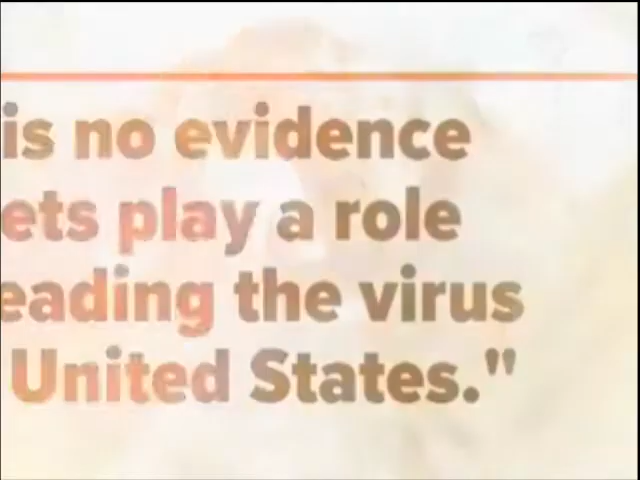 is no evidence
ets play a role
eading the virus
United States."